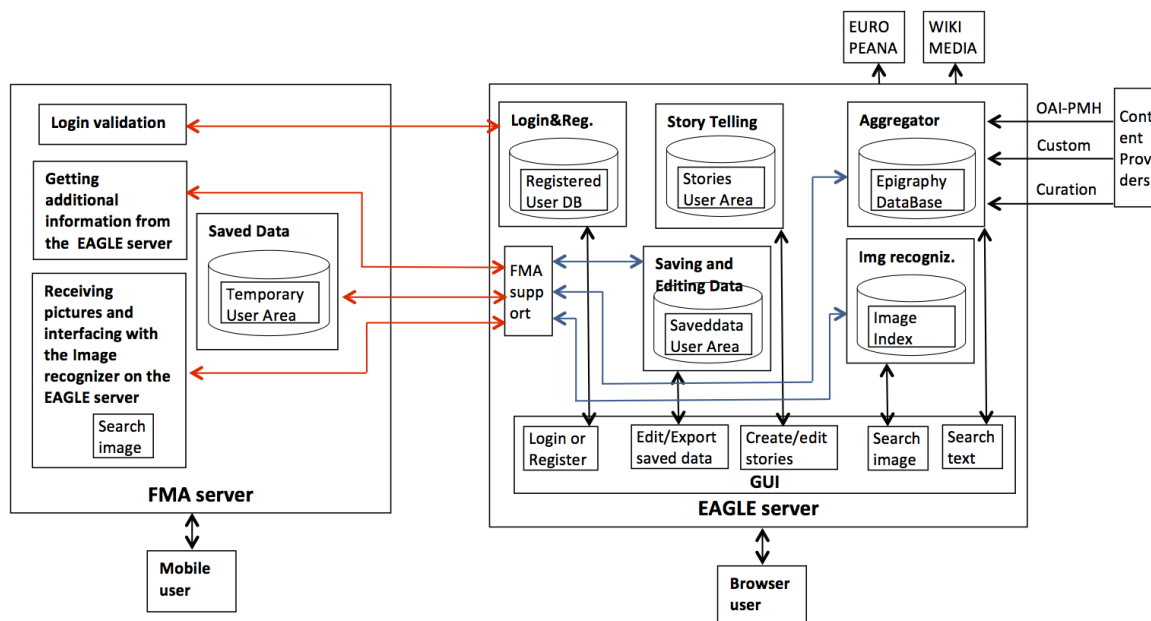 EURO
PEANA
WIKI
MEDIA
Login validation
Getting
additional
information from
the EAGLE server
Receiving
pictures and
interfacing with
the Image
recognizer on the
EAGLE server
Search
image
Saved Data
Temporary
User Area
FMA server
Mobile
user
Login&Reg.
Registered
User DB
Story Telling
Stories
User Area
Aggregator
Epigraphy
DataBase
OAI-PMH
Custom
Curation
Cont
ent
Provi
ders
FMA
supp
ort
Saving and
Editing Data
Saveddata
User Area
Img recogniz.
Image
Index
Login or
Register
Edit/Export
saved data
Create/edit
stories
Search
image
Search
text
GUI
EAGLE server
Browser
user